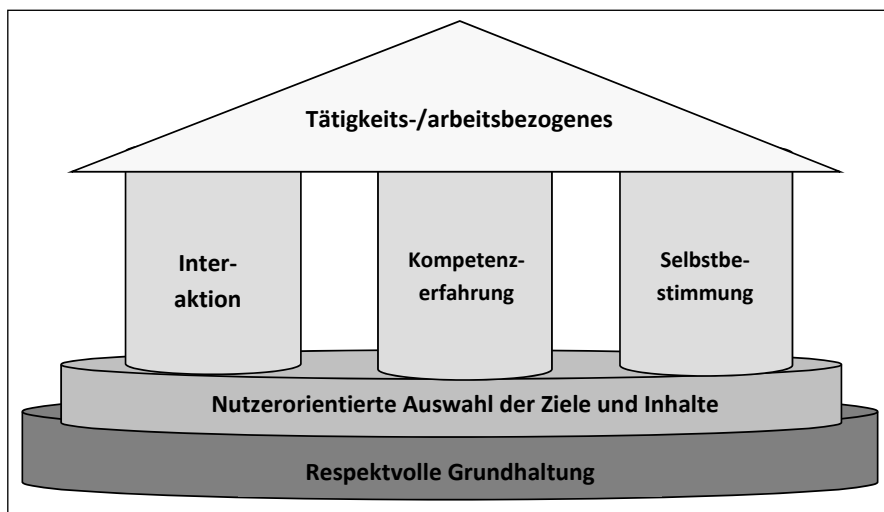 Tätigkeits-/arbeitsbezogenes
Inter-
aktion
Kompetenz-
erfahrung
Selbstbe-
stimmung
Nutzerorientierte Auswahl der Ziele und Inhalte
Respektvolle Grundhaltung